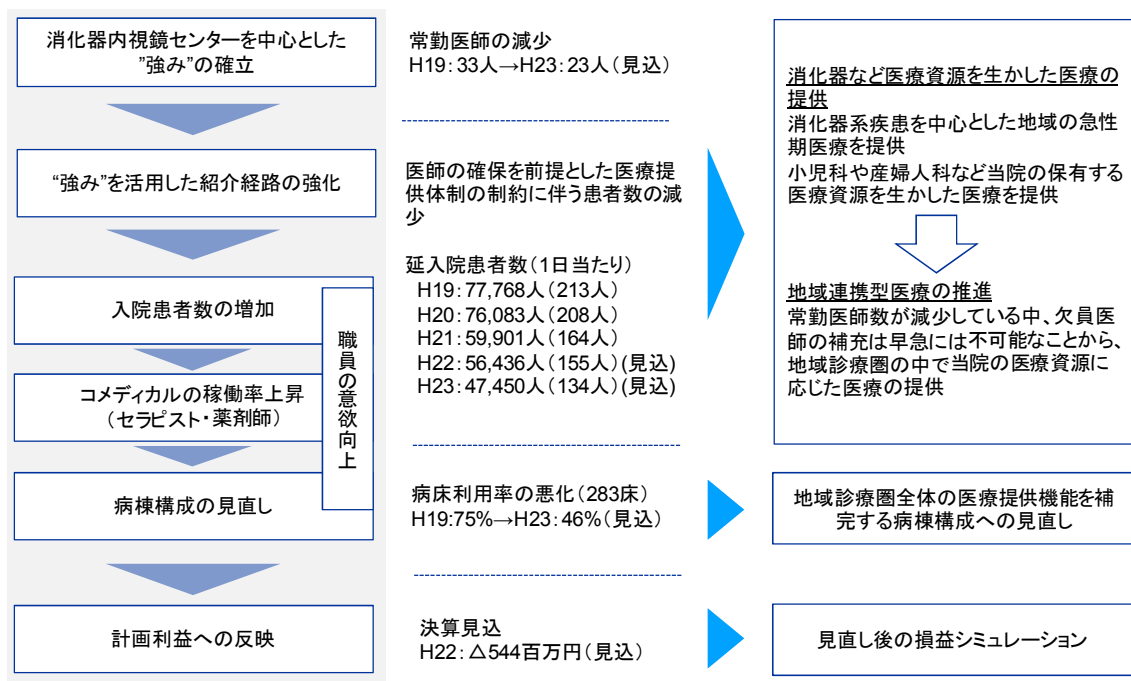 消化器内視鏡センターを中心とした
”強み”の確立
“強み”を活用した紹介経路の強化
入院患者数の増加
コメディカルの稼働率上昇
(セラピスト・薬剤師)
職員の意欲向上
病棟構成の見直し
計画利益への反映
常勤医師の減少
H19:33人→H23:23人(見込)
医師の確保を前提とした医療提
供体制の制約に伴う患者数の減
少
延入院患者数(1日当たり)
H19:77,768人(213人)
H20:76,083人(208人)
H21:59,901人(164人)
H22:56,436人(155人)(見込)
H23:47,450人(134人)(見込)
病床利用率の悪化(283床)
H19:75%→H23:46%(見込)
決算見込
H22:△544百万円(見込)
消化器など医療資源を生かした医療の
提供
消化器系疾患を中心とした地域の急性
期医療を提供
小児科や産婦人科など当院の保有する
医療資源を生かした医療を提供
地域連携型医療の推進
常勤医師数が減少している中、欠員医
師の補充は早急には不可能なことから、
地域診療圏の中で当院の医療資源に
応じた医療の提供
地域診療圏全体の医療提供機能を補
完する病棟構成への見直し
見直し後の損益シミュレーション